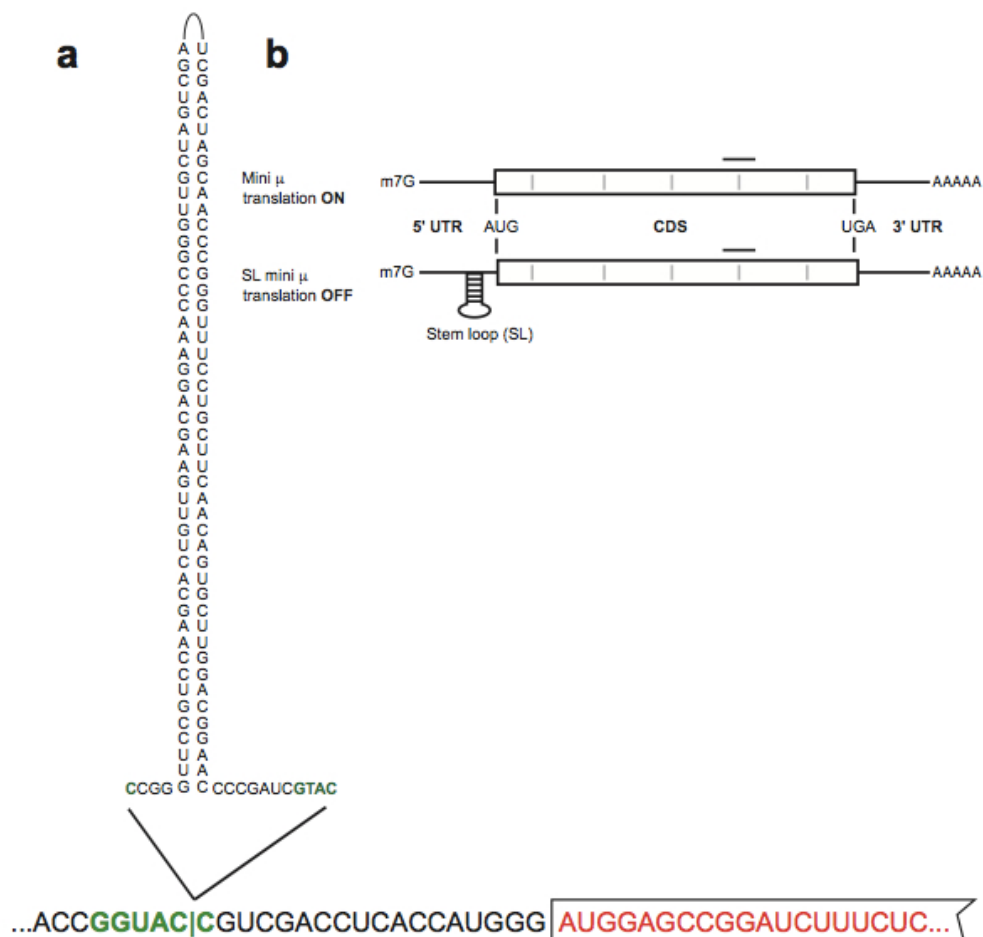 a
b
A U
G C
C G
U A
G C
A U
U A
C G
G C
U A
U A
G C
G C
G C
C G
C G
C G
A U
A U
A U
G C
G C
A U
C G
G C
A U
A U
G C
U A
U A
G C
U A
C G
A U
C G
G C
A U
A U
C G
C G
U A
G C
C G
C G
U A
U A
CCGG G C CCCGAUCGTAC
Mini µ
translation ON
m7G
AAAAA
5' UTR AUG CDS UGA 3' UTR
SL mini µ
translation OFF
m7G
AAAAA
Stem loop (SL)
...ACCGGUAC|CGUCGACCUCACCAUGGG AUGGAGCCGGAUCUUUCUC...